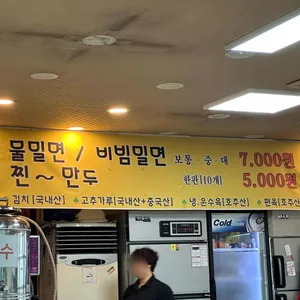 물밀면 / 비빔밀면 보통·중·대 7,000원
찐~만두 한판[10개] 5,000원
김치[국내산] ♣고추가루[국내산+중국산] ♣냉.온수육[호주산] ♣편육[호주산]
Cold
수